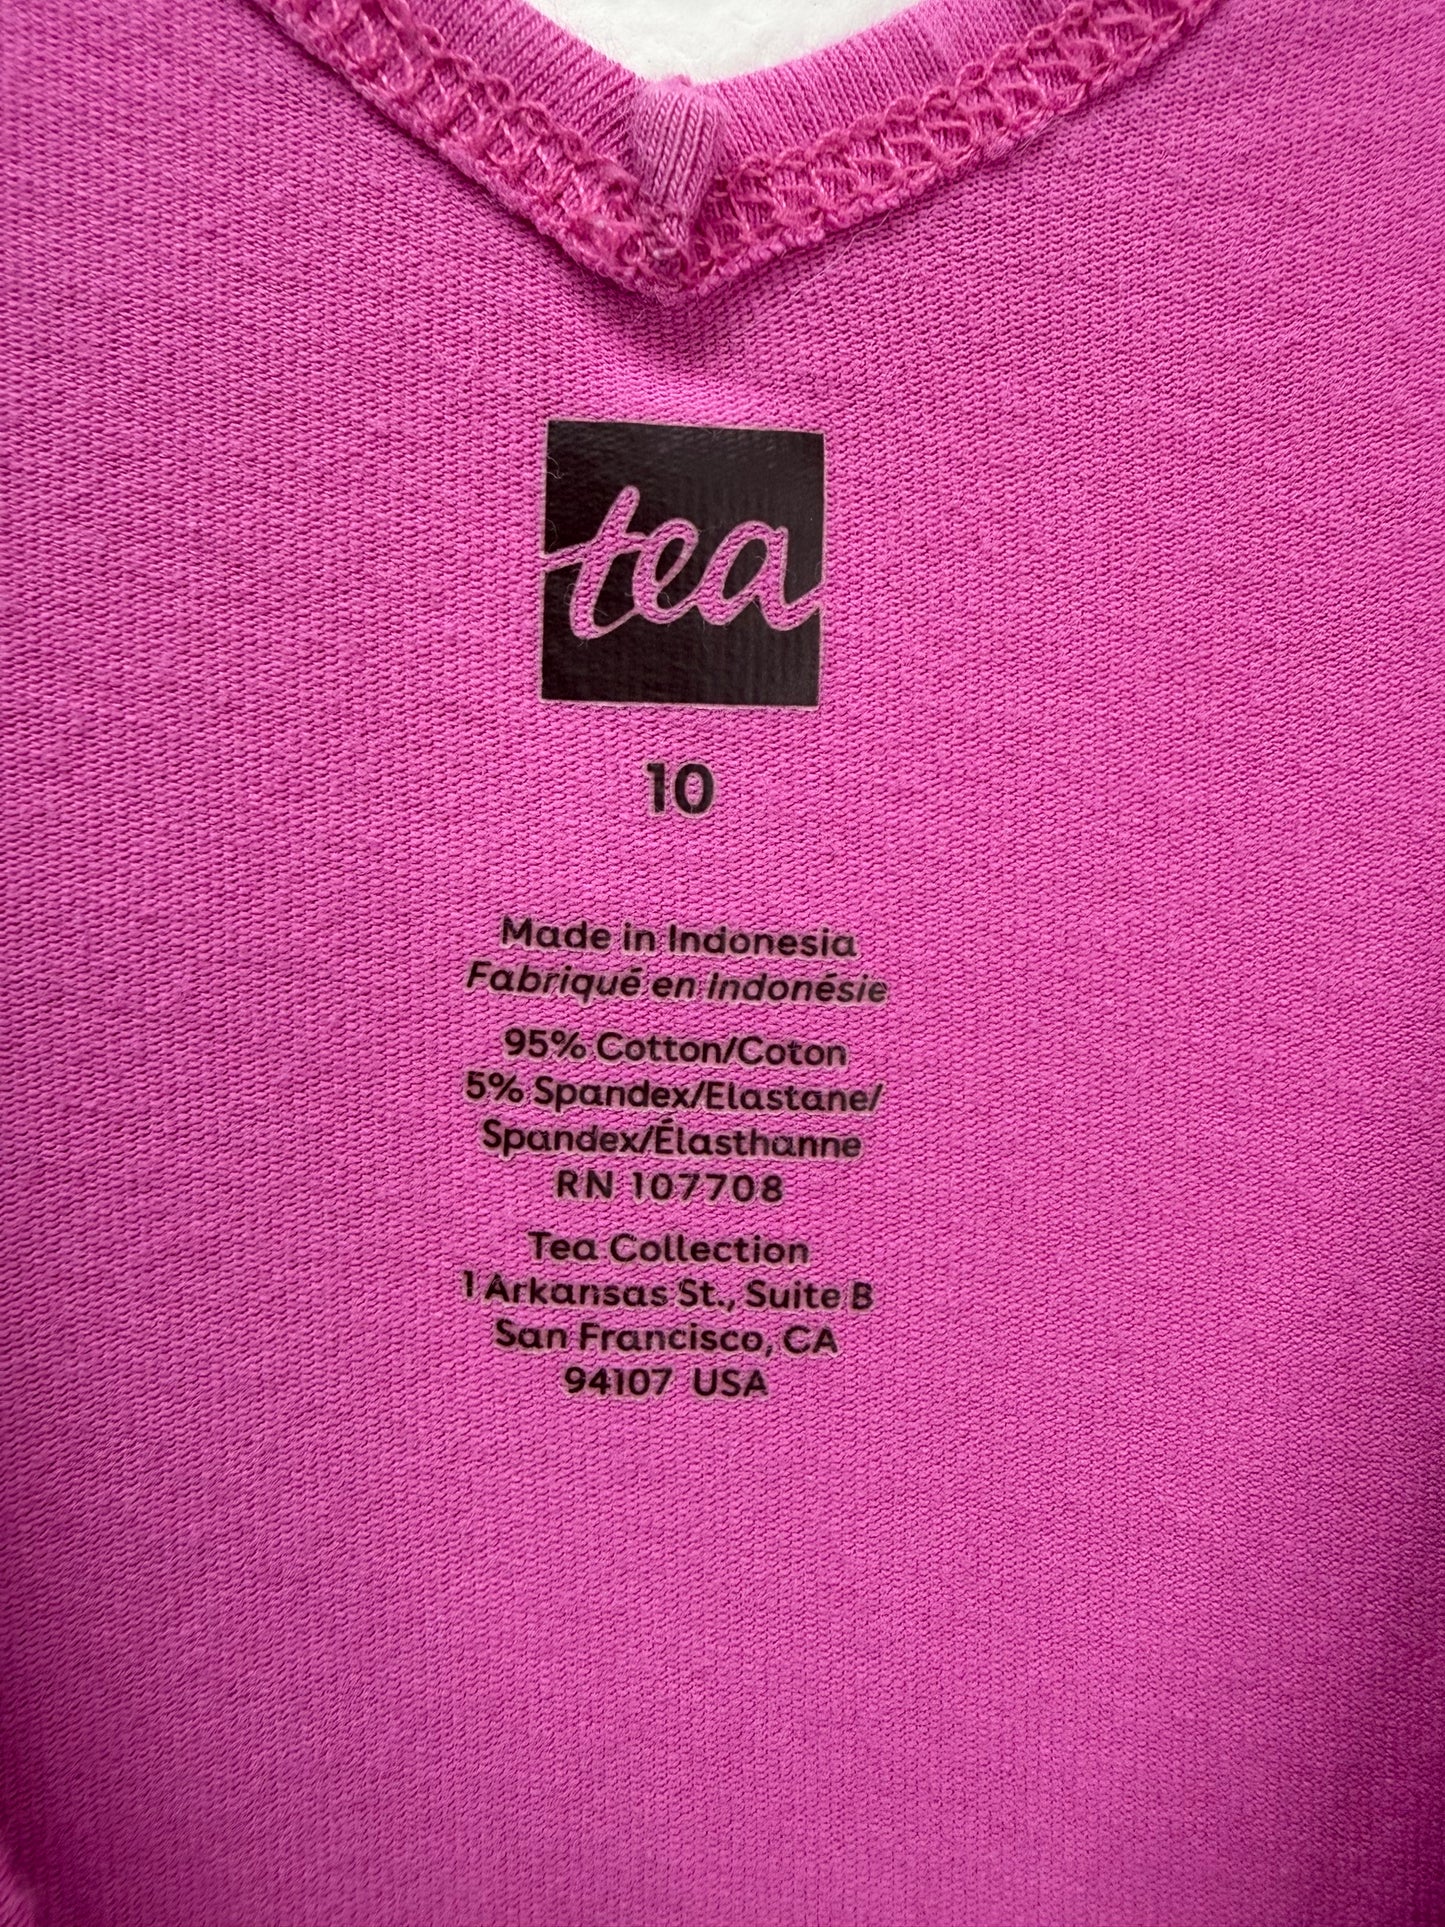 tea
10
Made in Indonesia
Fabriqué en Indonésie
95% Cotton/Coton
5% Spandex/Elastane/
Spandex/Élasthanne
RN 107708
Tea Collection
1 Arkansas St., Suite B
San Francisco, CA
94107 USA